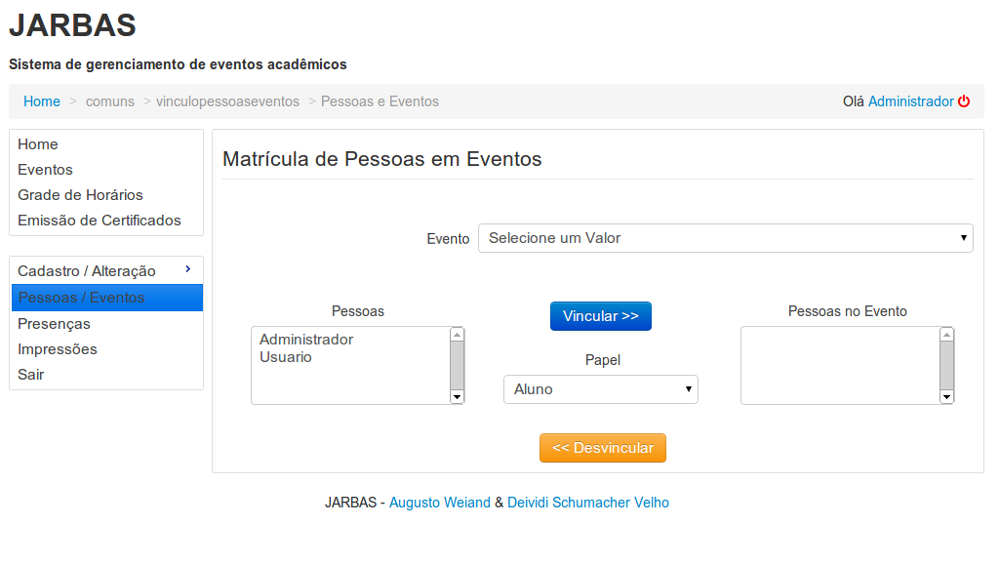 JARBAS
Sistema de gerenciamento de eventos acadêmicos
Home > comuns > vinculopessoaseventos > Pessoas e Eventos
Olá Administrador
Home
Eventos
Grade de Horários
Emissão de Certificados
Cadastro / Alteração
Pessoas / Eventos
Presenças
Impressões
Sair
Matrícula de Pessoas em Eventos
Evento Selecione um Valor
Pessoas
Administrador
Usuario
Vincular >>
Papel
Aluno
<< Desvincular
Pessoas no Evento
JARBAS - Augusto Weiand & Deividi Schumacher Velho